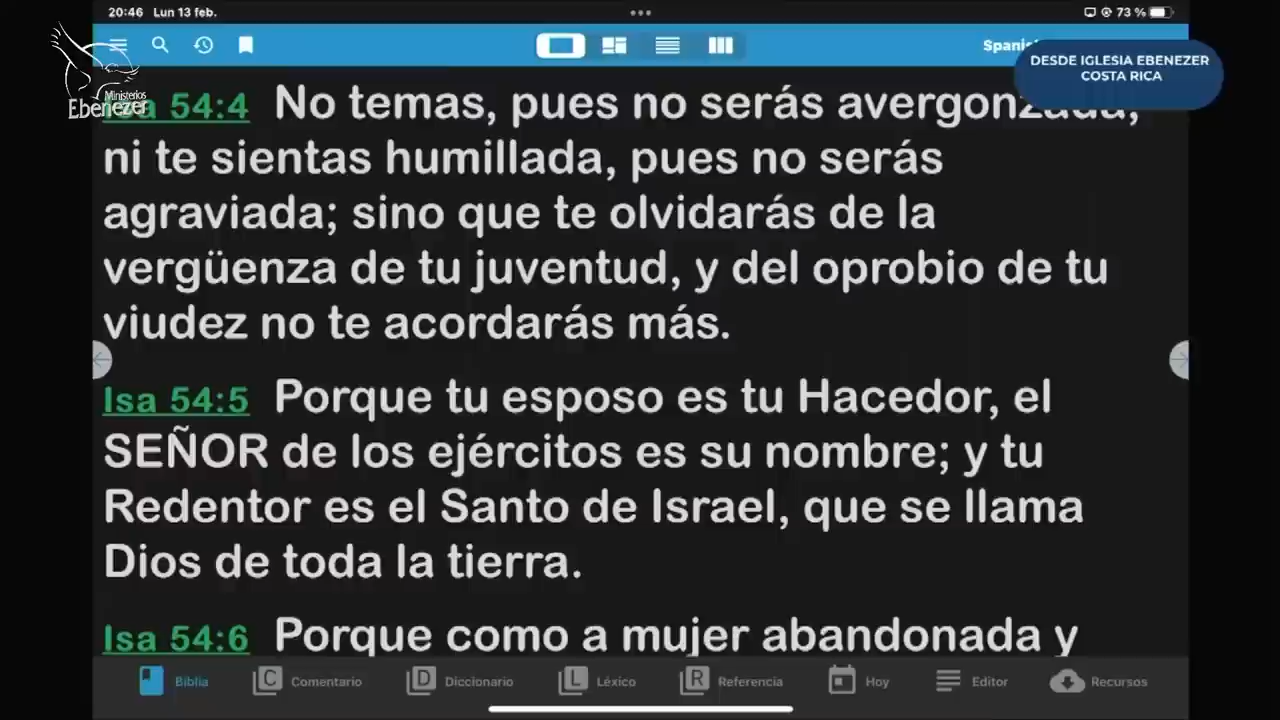 20:46 Lun 13 feb.
73 %
DESDE IGLESIA EBENEZER
COSTA RICA
Ministerios
Ebenezer
Isa 54:4 No temas, pues no serás avergonzada,
ni te sientas humillada, pues no serás
agraviada; sino que te olvidarás de la
vergüenza de tu juventud, y del oprobio de tu
viudez no te acordarás más.
Isa 54:5 Porque tu esposo es tu Hacedor, el
SEÑOR de los ejércitos es su nombre; y tu
Redentor es el Santo de Israel, que se llama
Dios de toda la tierra.
Isa 54:6 Porque como a mujer abandonada y
Biblia C Comentario D Diccionario L Léxico R Referencia Hoy Editor Recursos